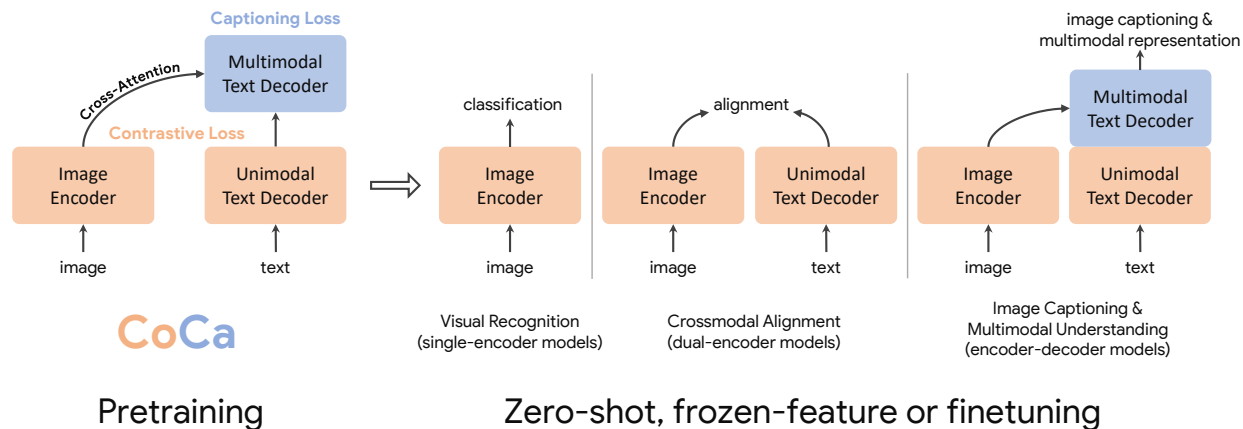 Captioning Loss
Multimodal
Text Decoder
Cross-Attention
Contrastive Loss
Image
Encoder
Unimodal
Text Decoder
image
text
CoCa
Pretraining
classification
Image
Encoder
image
Visual Recognition
(single-encoder models)
alignment
Image
Encoder
Unimodal
Text Decoder
image
text
Crossmodal Alignment
(dual-encoder models)
image captioning &
multimodal representation
Multimodal
Text Decoder
Image
Encoder
Unimodal
Text Decoder
image
text
Image Captioning &
Multimodal Understanding
(encoder-decoder models)
Zero-shot, frozen-feature or finetuning